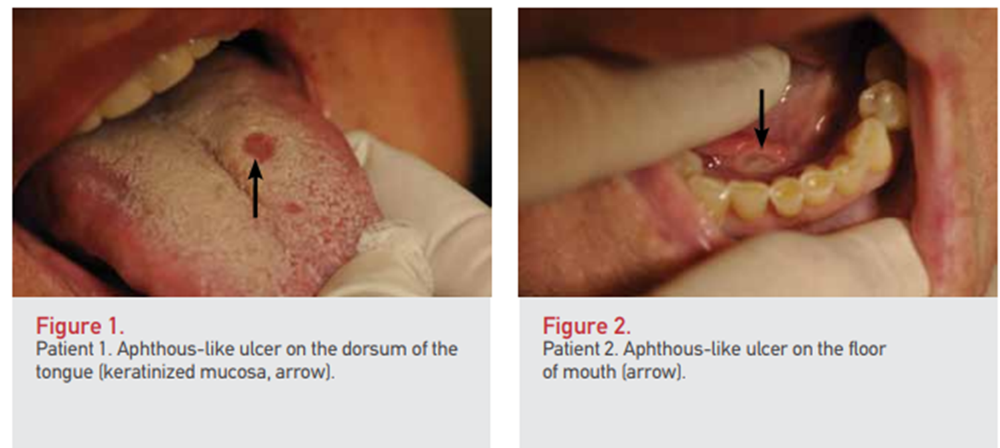 Figure 1.
Patient 1. Aphthous-like ulcer on the dorsum of the
tongue (keratinized mucosa, arrow).
Figure 2.
Patient 2. Aphthous-like ulcer on the floor
of mouth (arrow).